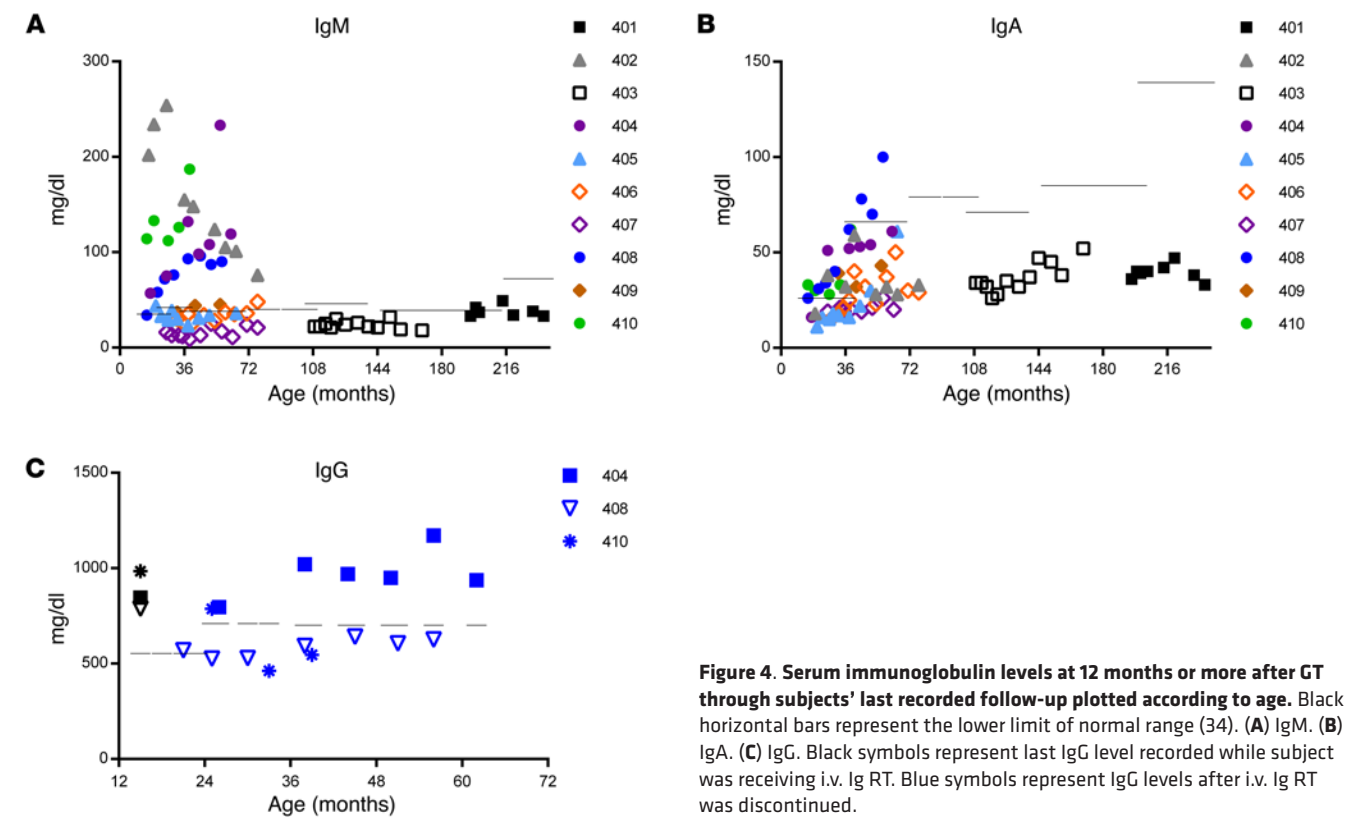 A
IgM
300
200
100
0
mg/dl
0 36 72 108 144 180 216
Age (months)
401
402
403
404
405
406
407
408
409
410
B
IgA
150
100
50
0
mg/dl
0 36 72 108 144 180 216
Age (months)
401
402
403
404
405
406
407
408
409
410
C
IgG
1500
1000
500
0
mg/dl
12 24 36 48 60 72
Age (months)
404
408
410
Figure 4. Serum immunoglobulin levels at 12 months or more after GT
through subjects’ last recorded follow-up plotted according to age. Black
horizontal bars represent the lower limit of normal range (34). (A) IgM. (B)
IgA. (C) IgG. Black symbols represent last IgG level recorded while subject
was receiving i.v. Ig RT. Blue symbols represent IgG levels after i.v. Ig RT
was discontinued.